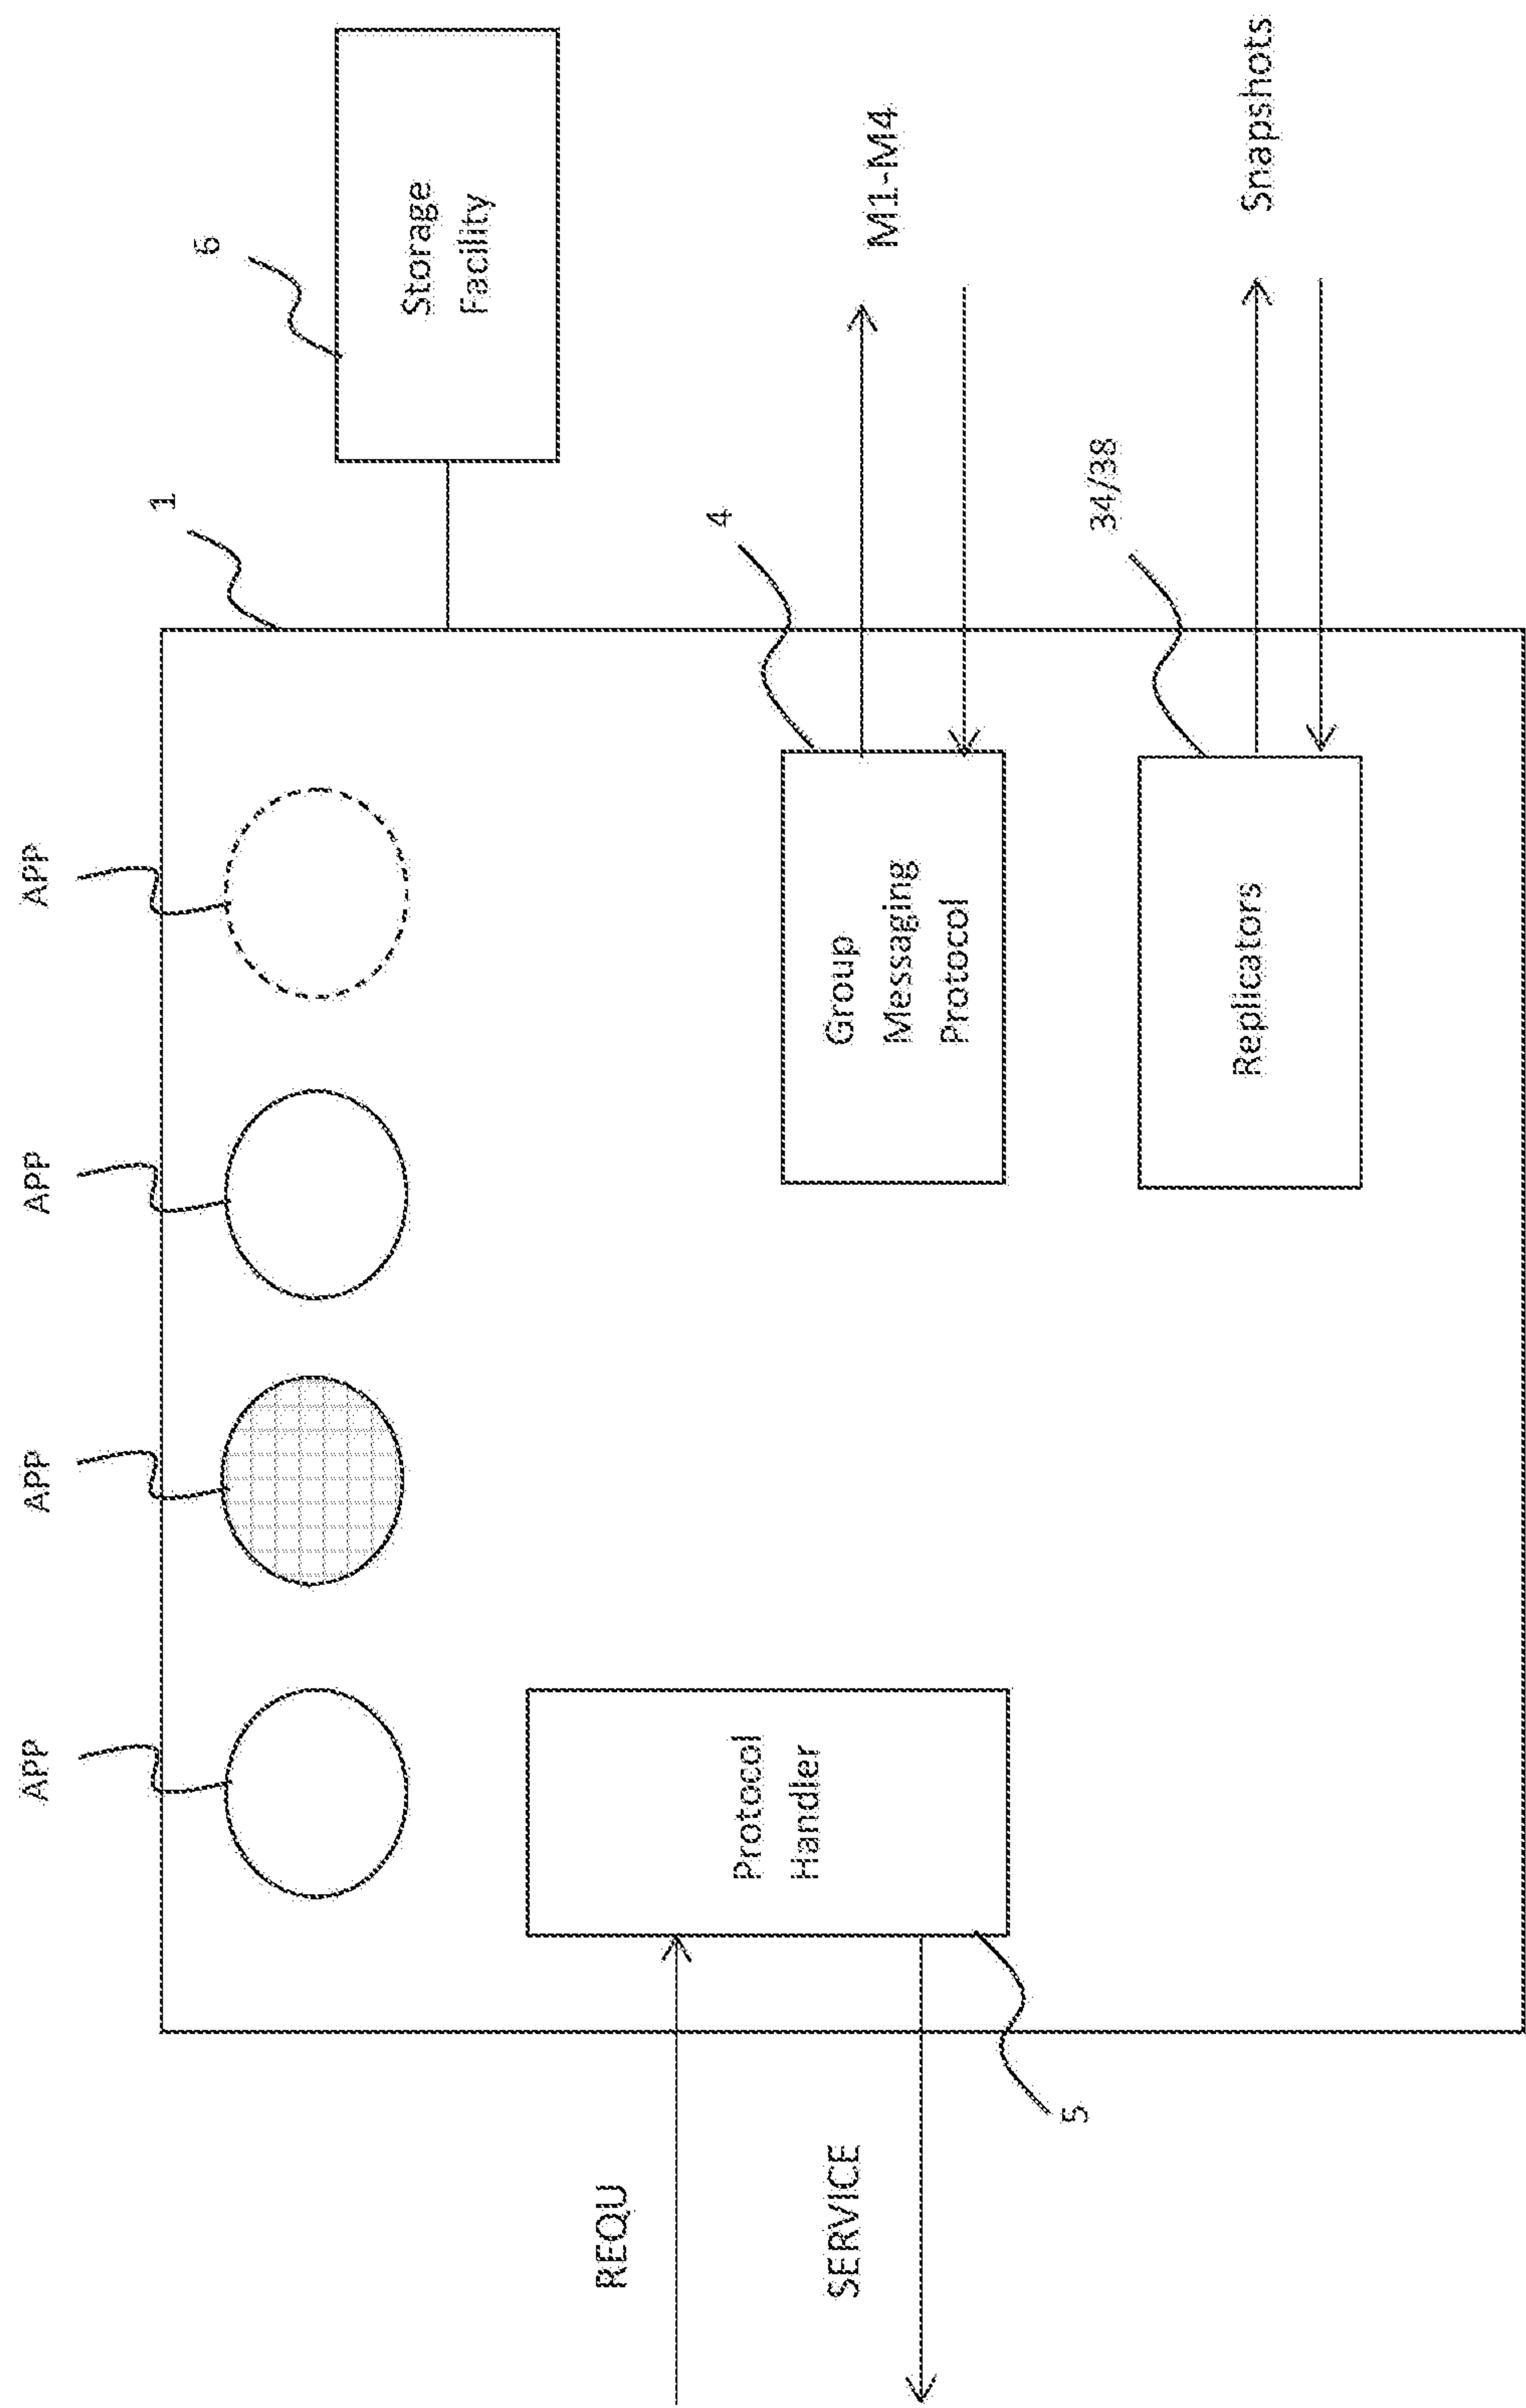 APP
APP
APP
APP
1
6
Storage
Facility
REQU
SERVICE
Protocol
Handler
5
4
Group
Messaging
Protocol
M1-M4
34/38
Replicators
Snapshots